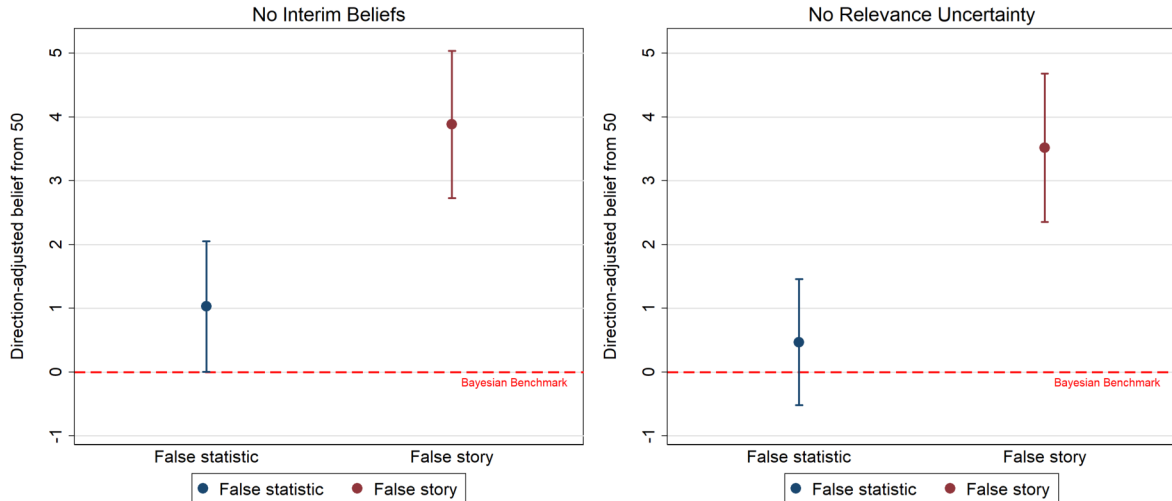 No Interim Beliefs
Direction-adjusted belief from 50
5
4
3
2
1
0
-1
Bayesian Benchmark
False statistic False story
False statistic False story
No Relevance Uncertainty
Direction-adjusted belief from 50
5
4
3
2
1
0
-1
Bayesian Benchmark
False statistic False story
False statistic False story